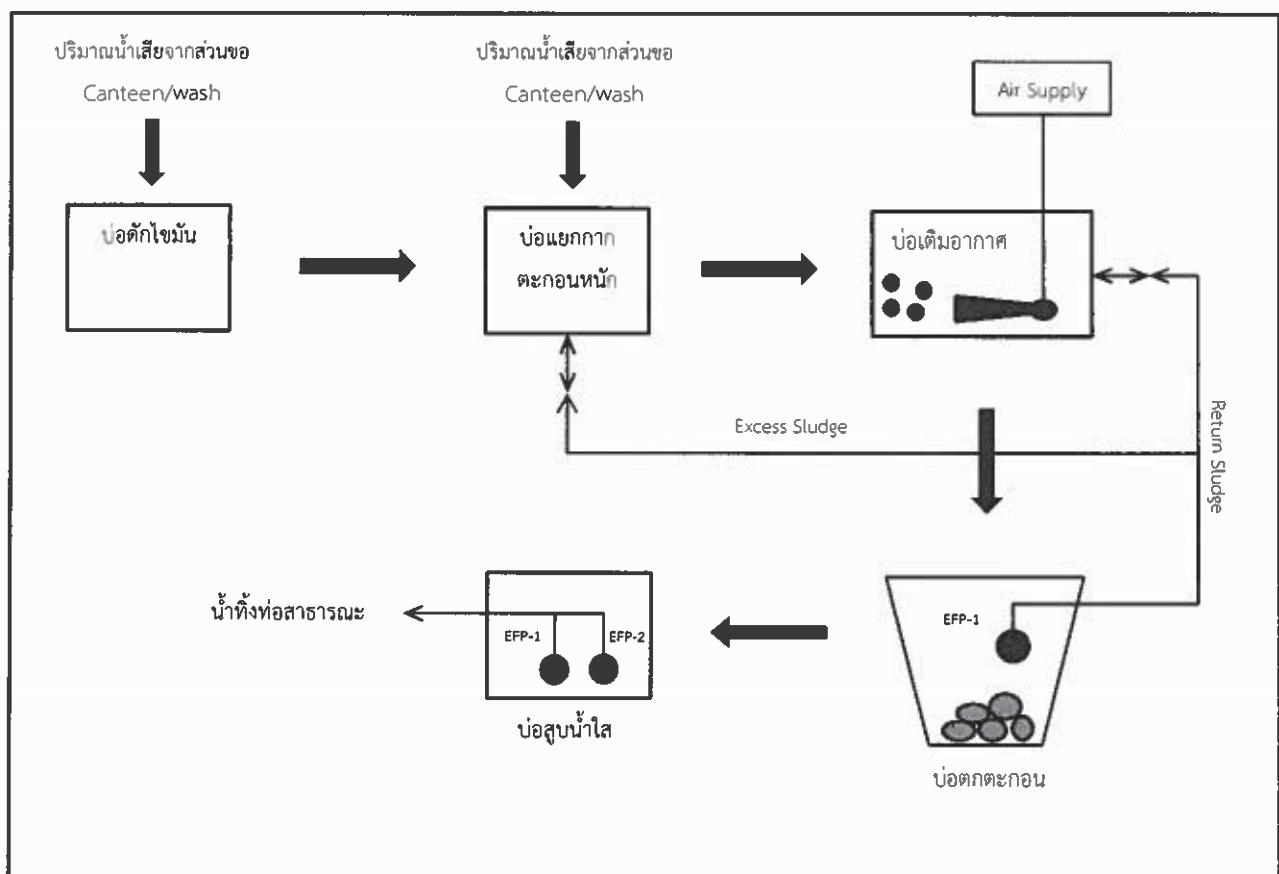 ปริมาณน้ำเสียจากส่วนขอ
Canteen/wash
ปริมาณน้ำเสียจากส่วนขอ
Canteen/wash
Air Supply
บ่อดักไขมัน
บ่อแยกกาก
ตะกอนหนัก
บ่อเติมอากาศ
Excess Sludge
Return Sludge
น้ำทิ้งท่อสาธารณะ
EFP-1
EFP-2
บ่อสูบน้ำใส
EFP-1
บ่อตกตะกอน